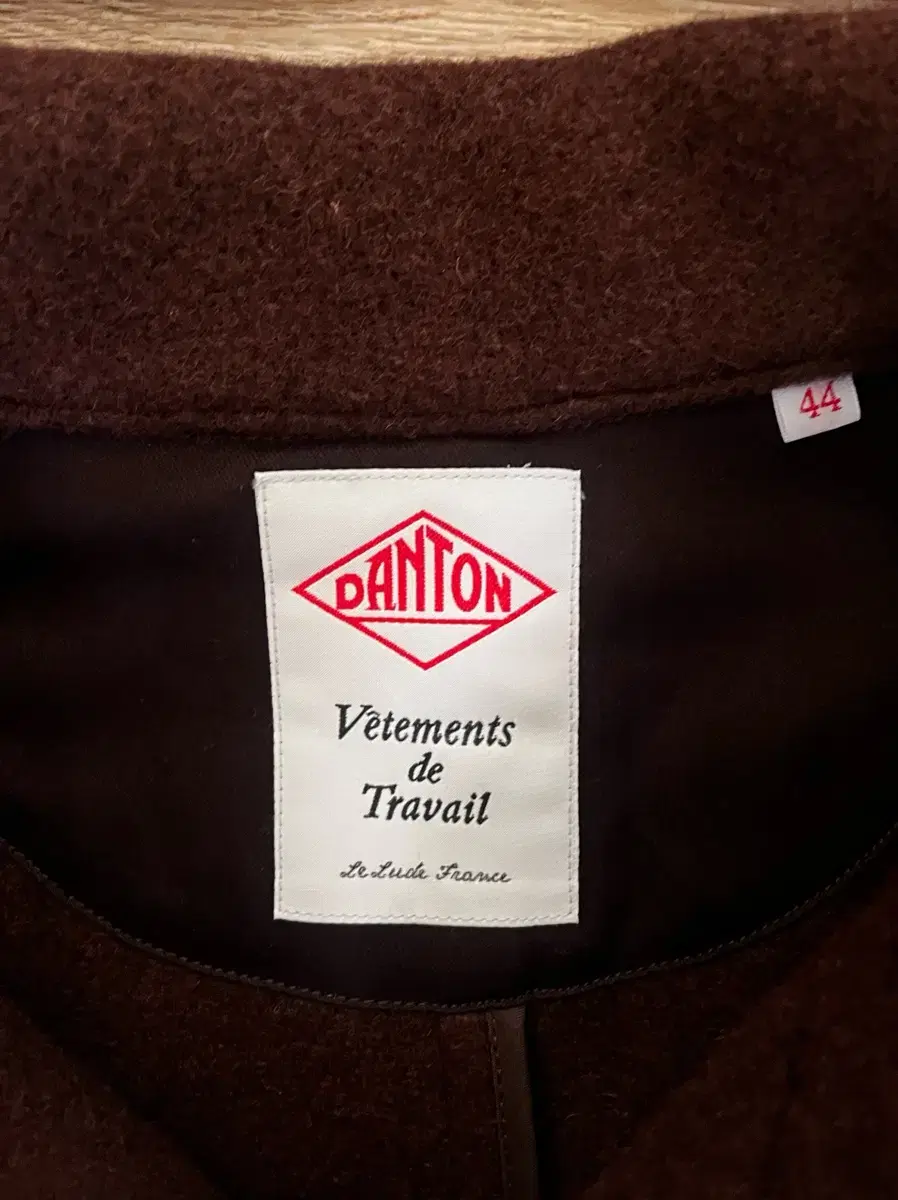 44
DANTON
Vêtements
de
Travail
Le Lude France